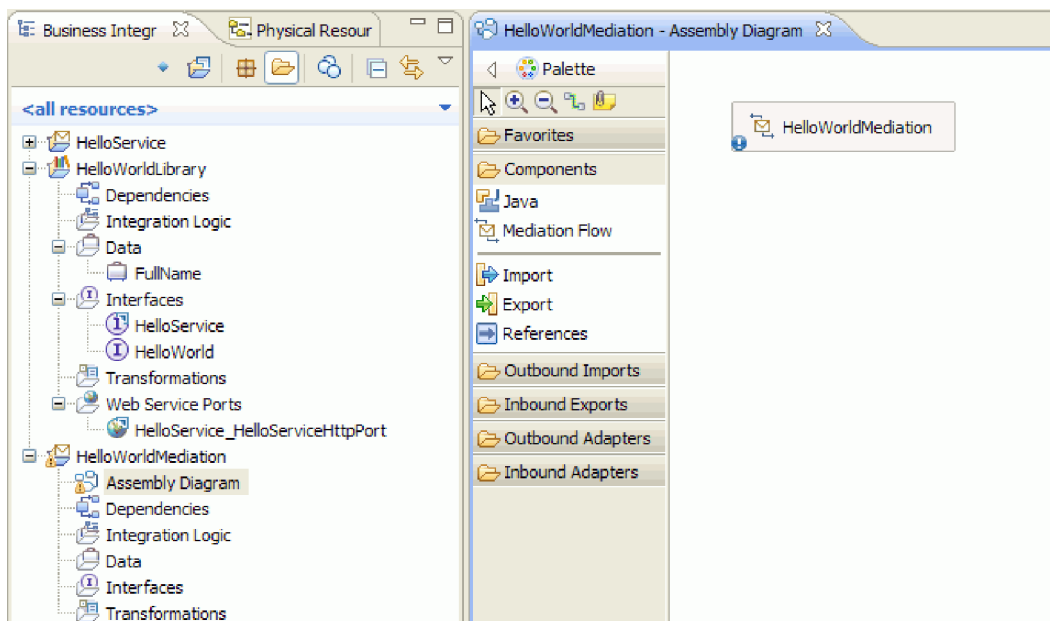 Business Integr
Physical Resour
<all resources>
HelloService
HelloWorldLibrary
Dependencies
Integration Logic
Data
FullName
Interfaces
HelloService
HelloWorld
Transformations
Web Service Ports
HelloService_HelloServiceHttpPort
HelloWorldMediation
Assembly Diagram
Dependencies
Integration Logic
Data
Interfaces
Transformations
HelloWorldMediation - Assembly Diagram
Palette
Favorites
Components
Java
Mediation Flow
Import
Export
References
Outbound Imports
Inbound Exports
Outbound Adapters
Inbound Adapters
HelloWorldMediation